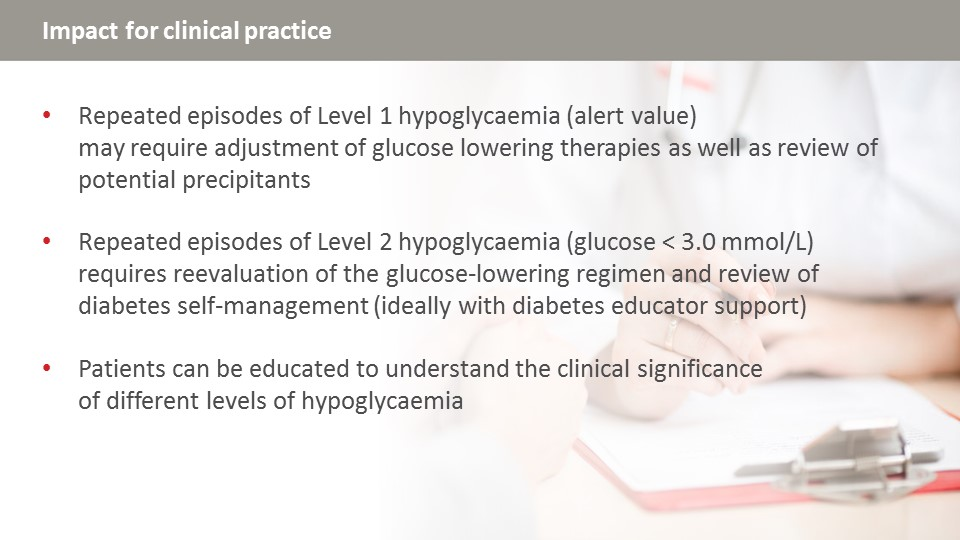 Impact for clinical practice
• Repeated episodes of Level 1 hypoglycaemia (alert value)
may require adjustment of glucose lowering therapies as well as review of
potential precipitants
• Repeated episodes of Level 2 hypoglycaemia (glucose < 3.0 mmol/L)
requires reevaluation of the glucose-lowering regimen and review of
diabetes self-management (ideally with diabetes educator support)
• Patients can be educated to understand the clinical significance
of different levels of hypoglycaemia